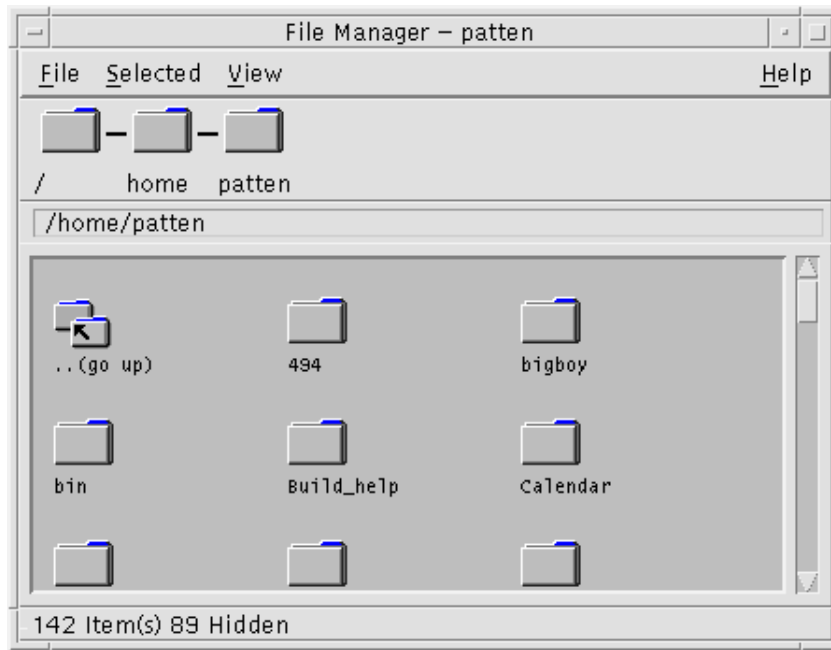 File Manager – patten
File Selected View Help
/ home patten
/home/patten
..(go up) 494 bigboy
bin Build_help Calendar
142 Item(s) 89 Hidden